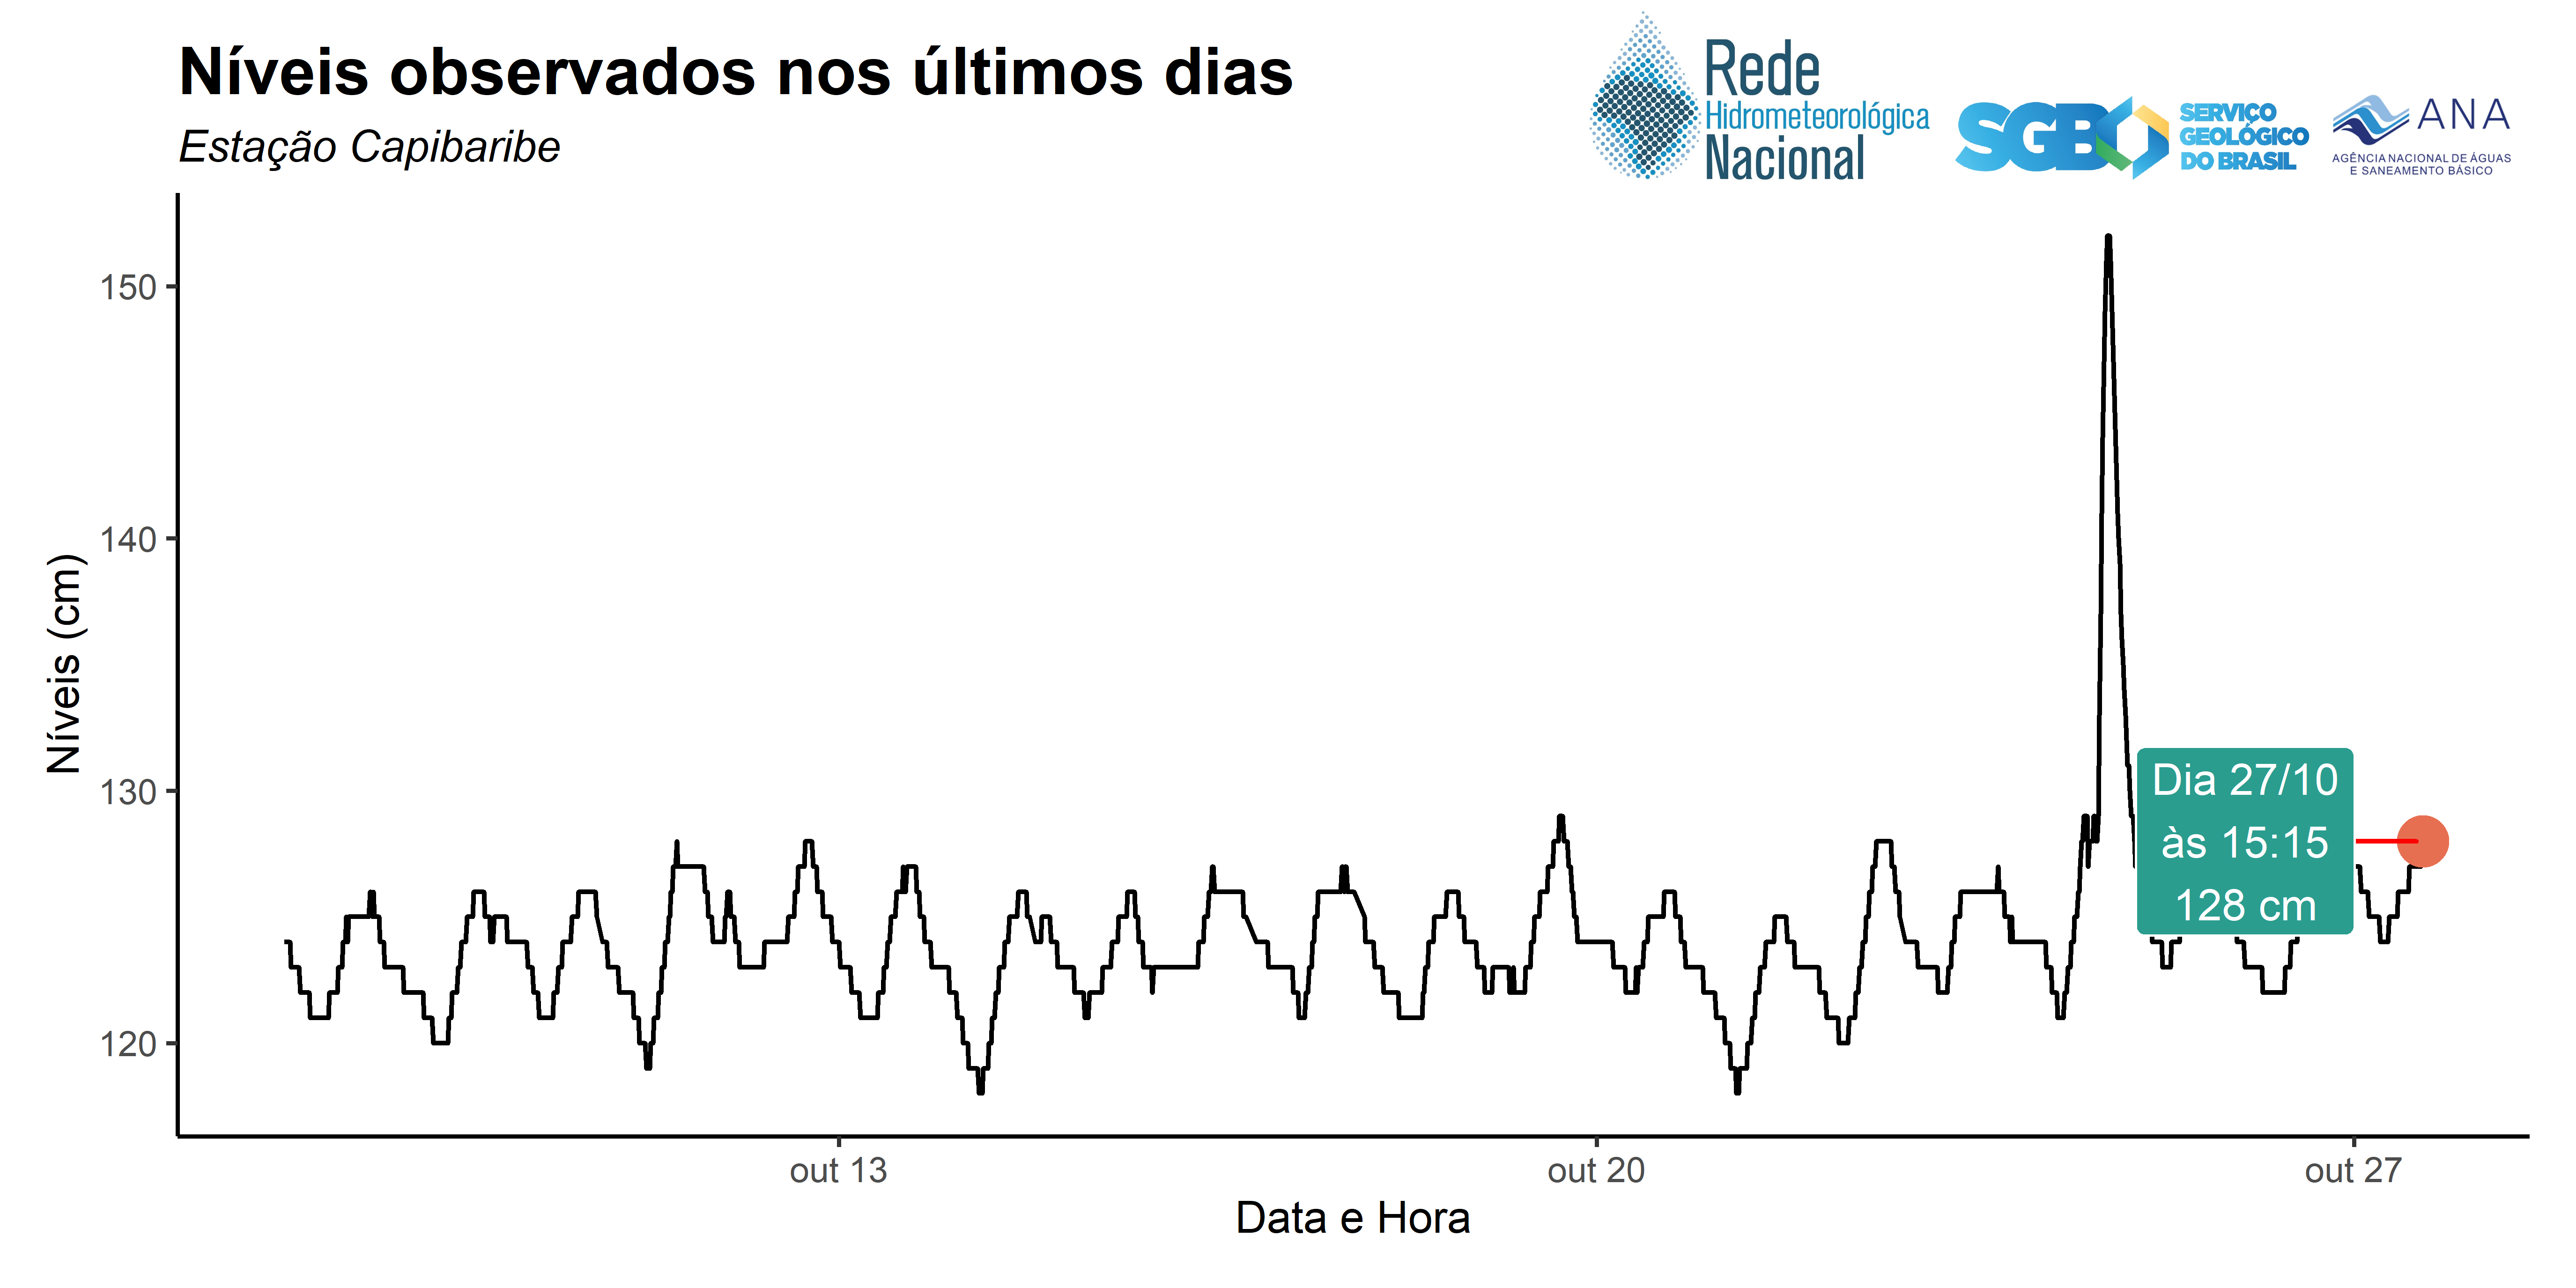 Níveis observados nos últimos dias
Estação Capibaribe
Rede
Hidrometeorológica
Nacional
SGB
SERVIÇO
GEOLÓGICO
DO BRASIL
ANA
AGÊNCIA NACIONAL DE ÁGUAS
E SANEAMENTO BÁSICO
Níveis (cm)
150
140
130
120
Dia 27/10
às 15:15
128 cm
out 13
out 20
out 27
Data e Hora